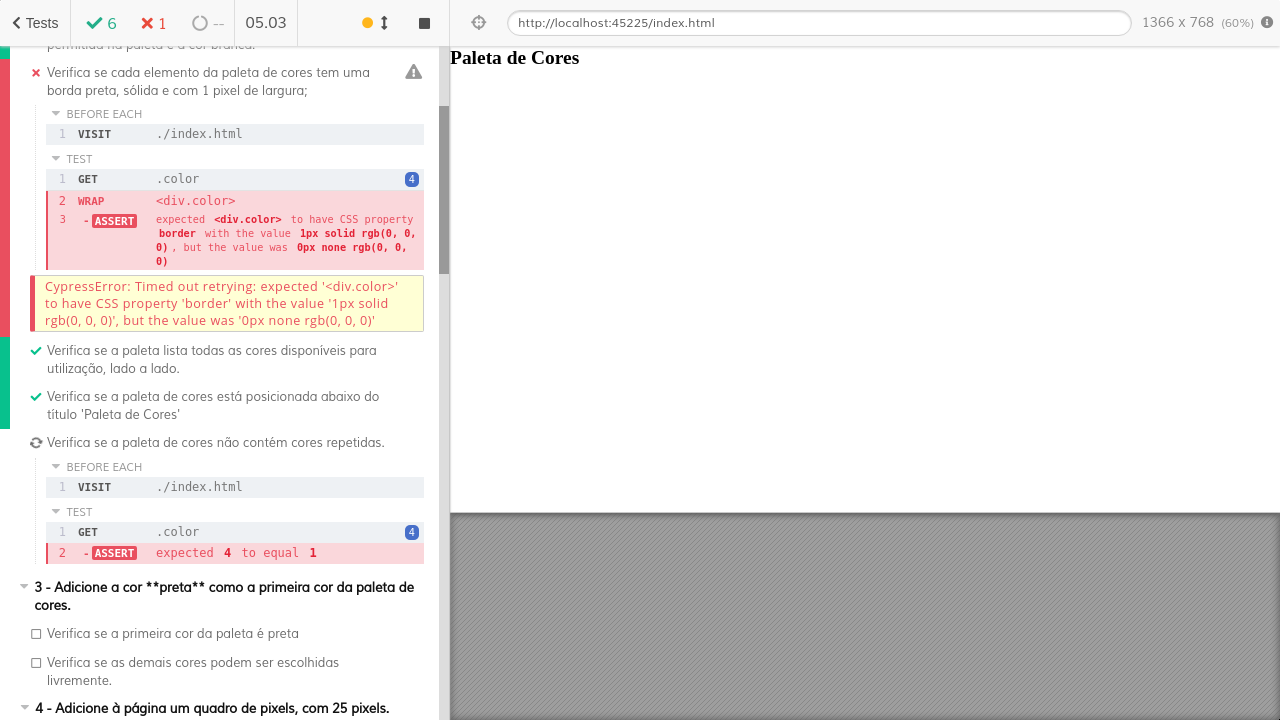 Tests 6 1 -- 05.03 http://localhost:45225/index.html 1366 x 768 (60%)
permitida na paleta é a cor branca.
Verifica se cada elemento da paleta de cores tem uma
borda preta, sólida e com 1 pixel de largura;
BEFORE EACH
1 VISIT ./index.html
TEST
1 GET .color 4
2 WRAP <div.color>
3 -ASSERT expected <div.color> to have CSS property
border with the value 1px solid rgb(0, 0,
0), but the value was 0px none rgb(0, 0,
0)
CypressError: Timed out retrying: expected '<div.color>'
to have CSS property 'border' with the value '1px solid
rgb(0, 0, 0)', but the value was '0px none rgb(0, 0, 0)'
Verifica se a paleta lista todas as cores disponíveis para
utilização, lado a lado.
Verifica se a paleta de cores está posicionada abaixo do
título 'Paleta de Cores'
Verifica se a paleta de cores não contém cores repetidas.
BEFORE EACH
1 VISIT ./index.html
TEST
1 GET .color 4
2 -ASSERT expected 4 to equal 1
3 - Adicione a cor **preta** como a primeira cor da paleta de
cores.
Verifica se a primeira cor da paleta é preta
Verifica se as demais cores podem ser escolhidas
livremente.
4 - Adicione à página um quadro de pixels, com 25 pixels.
Paleta de Cores